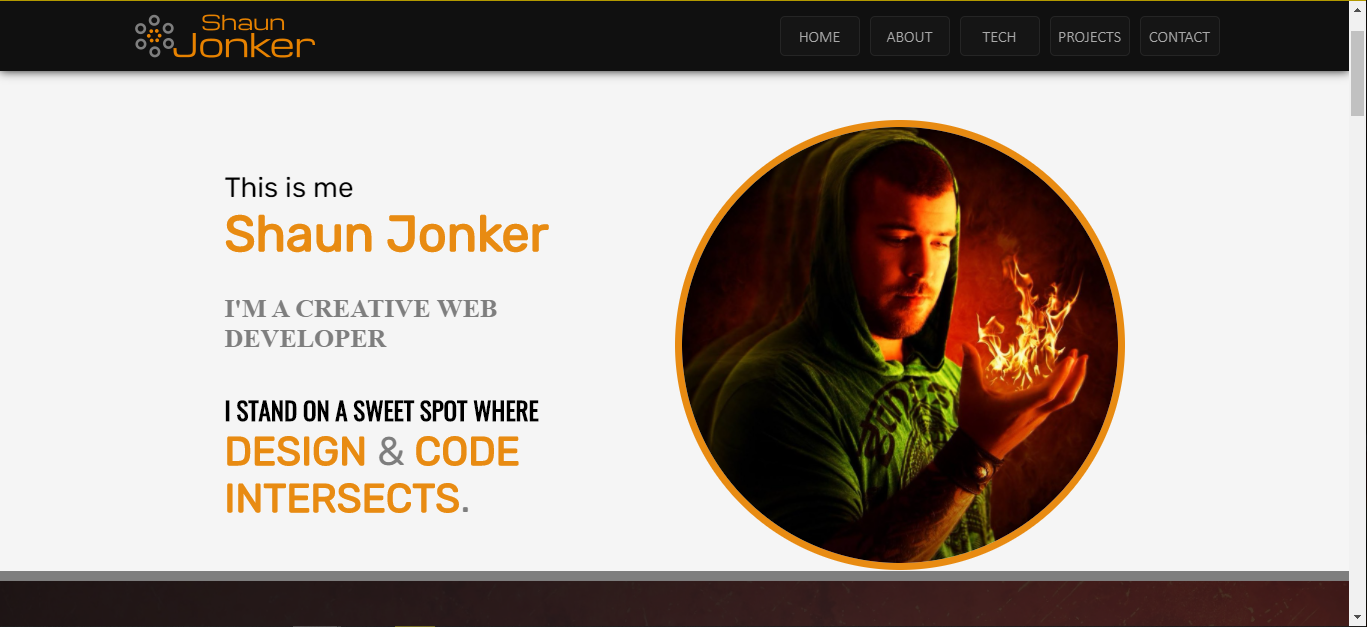 Shaun
Jonker
HOME ABOUT TECH PROJECTS CONTACT
This is me
Shaun Jonker
I'M A CREATIVE WEB
DEVELOPER
I STAND ON A SWEET SPOT WHERE
DESIGN & CODE
INTERSECTS.